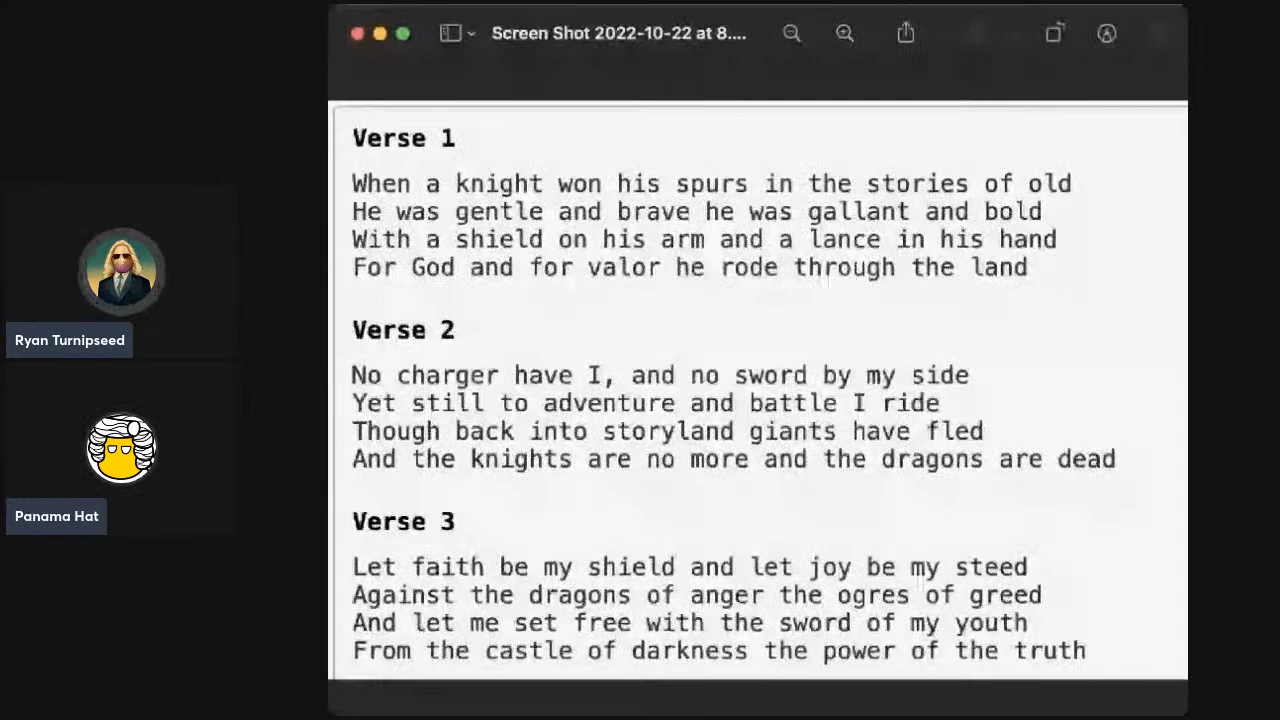 Screen Shot 2022-10-22 at 8....
Verse 1
When a knight won his spurs in the stories of old
He was gentle and brave he was gallant and bold
With a shield on his arm and a lance in his hand
For God and for valor he rode through the land
Verse 2
No charger have I, and no sword by my side
Yet still to adventure and battle I ride
Though back into storyland giants have fled
And the knights are no more and the dragons are dead
Verse 3
Let faith be my shield and let joy be my steed
Against the dragons of anger the ogres of greed
And let me set free with the sword of my youth
From the castle of darkness the power of the truth
Ryan Turnipseed
Panama Hat